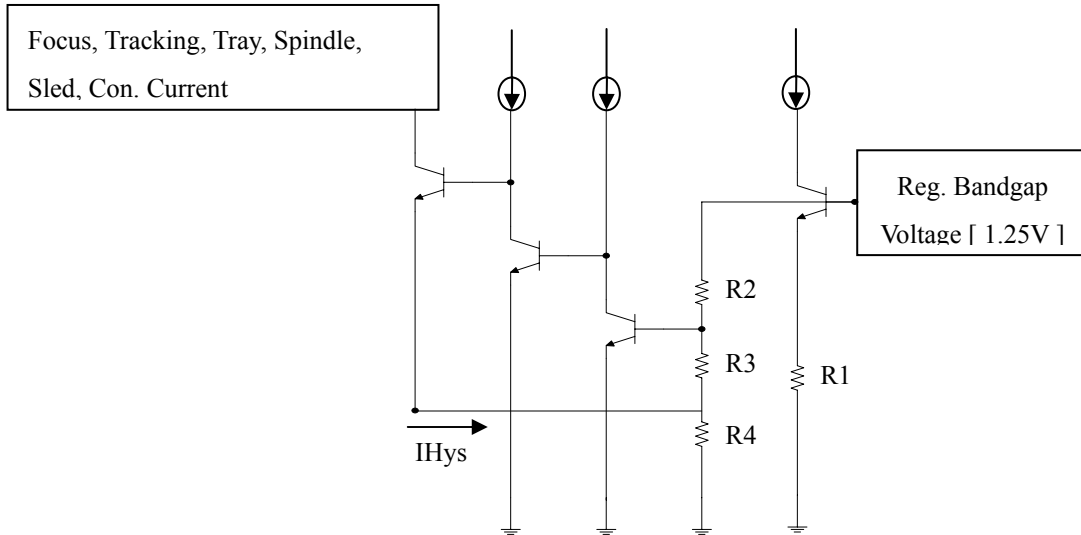 Focus, Tracking, Tray, Spindle,
Sled, Con. Current
Reg. Bandgap
Voltage [ 1.25V ]
R2
R3
R1
R4
IHys